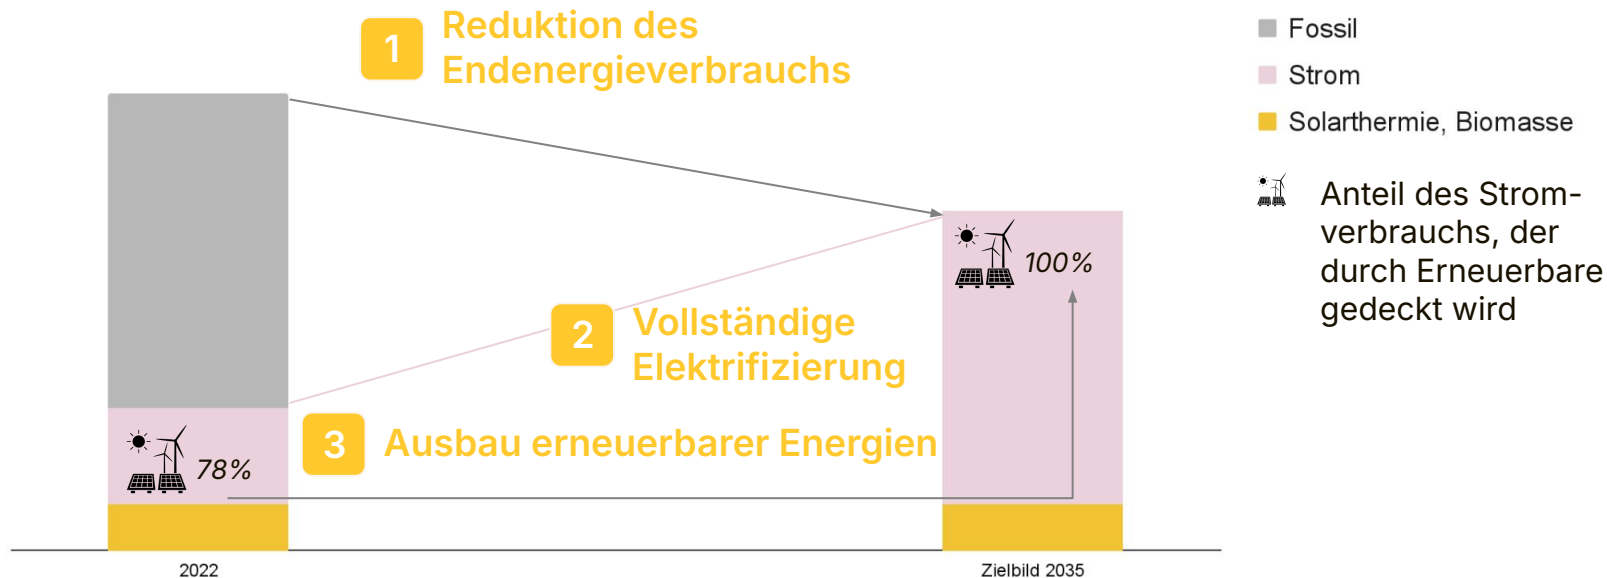 1
Reduktion des
Endenergieverbrauchs
Fossil
Strom
Solarthermie, Biomasse
Anteil des Strom-
verbrauchs, der
durch Erneuerbare
gedeckt wird
100%
2
Vollständige
Elektrifizierung
3
Ausbau erneuerbarer Energien
78%
2022
Zielbild 2035